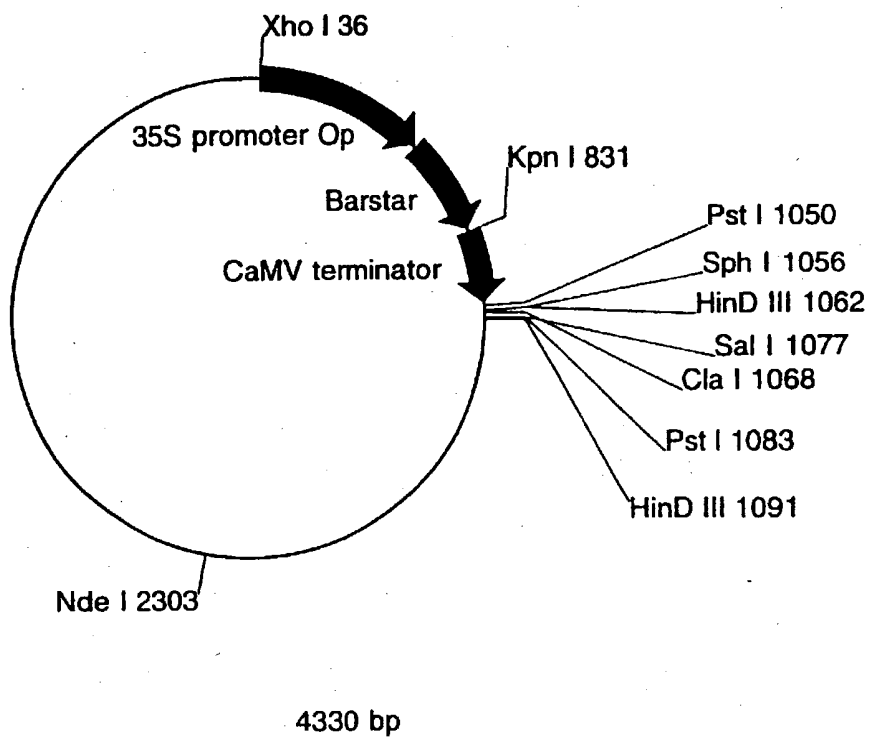 Xho I 36
35S promoter Op
Kpn I 831
Barstar
Pst I 1050
CaMV terminator
Sph I 1056
HinD III 1062
Sal I 1077
Cla I 1068
Pst I 1083
HinD III 1091
Nde I 2303
4330 bp